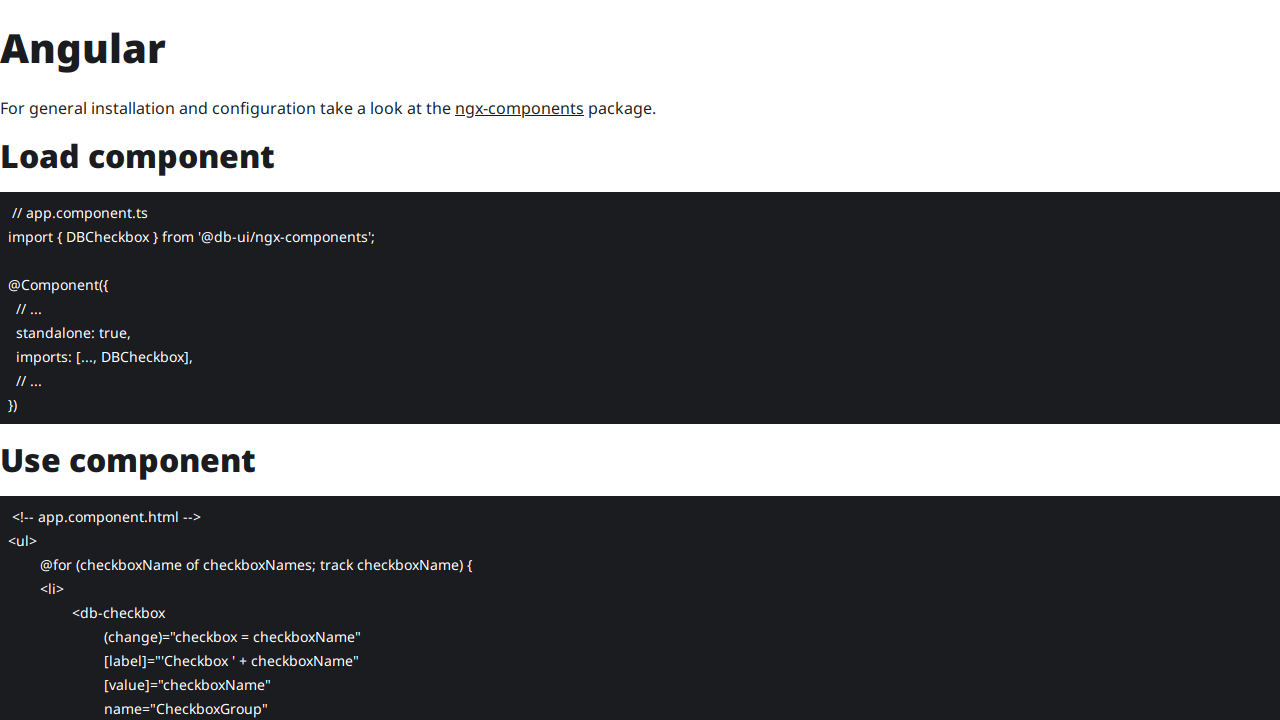 Angular
For general installation and configuration take a look at the ngx-components package.
Load component
// app.component.ts
import { DBCheckbox } from '@db-ui/ngx-components';
@Component({
// ...
standalone: true,
imports: [..., DBCheckbox],
// ...
})
Use component
<!-- app.component.html -->
<ul>
@for (checkboxName of checkboxNames; track checkboxName) {
<li>
<db-checkbox
(change)="checkbox = checkboxName"
[label]="'Checkbox ' + checkboxName"
[value]="checkboxName"
name="CheckboxGroup"